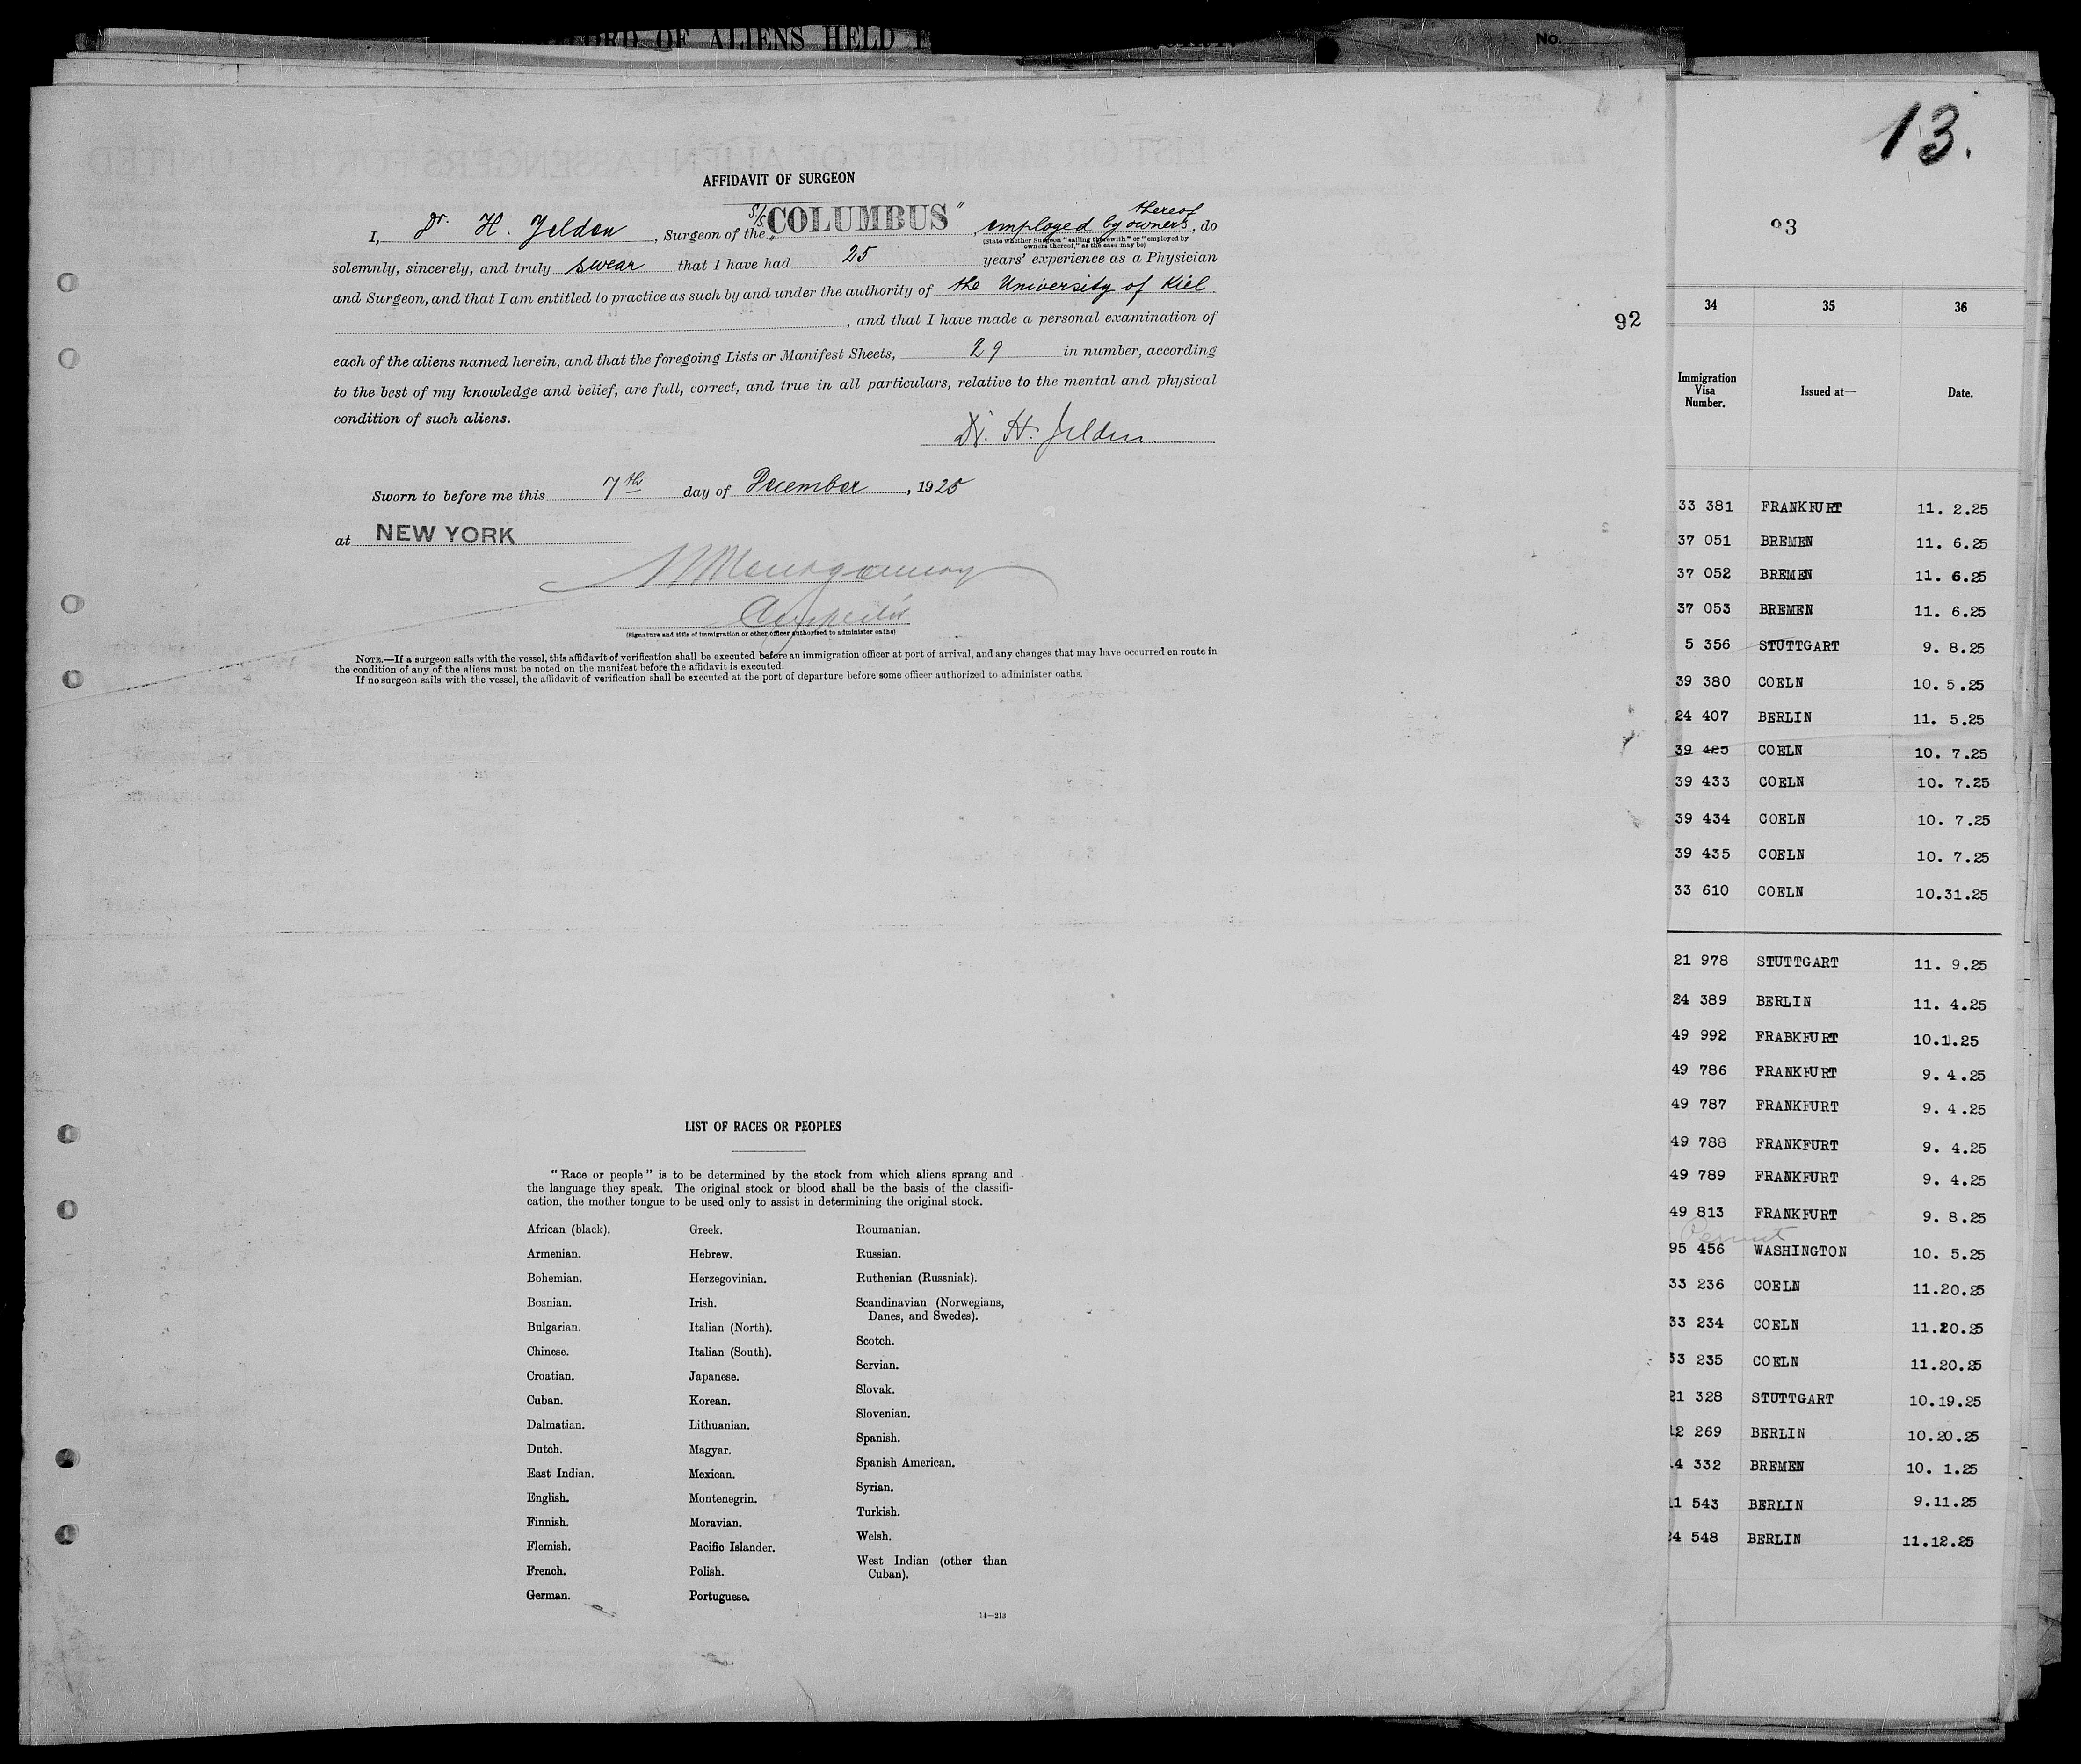 ORD OF ALIENS HELD F
No.
13.
93
92
AFFIDAVIT OF SURGEON
I, Dr. H. Jelden, Surgeon of the S/S. „COLUMBUS", employed by owners thereof, do
(State whether Surgeon "sailing therewith" or "employed by
owners thereof," as the case may be)
solemnly, sincerely, and truly swear that I have had 25 years' experience as a Physician
and Surgeon, and that I am entitled to practice as such by and under the authority of the University of Kiel
, and that I have made a personal examination of
each of the aliens named herein, and that the foregoing Lists or Manifest Sheets, 29 in number, according
to the best of my knowledge and belief, are full, correct, and true in all particulars, relative to the mental and physical
condition of such aliens.
Dr. H. Jelden
Sworn to before me this 7th day of December, 1925
at NEW YORK
Montgomery
(Signature and title of immigration or other officer authorized to administer oaths)
NOTE.—If a surgeon sails with the vessel, this affidavit of verification shall be executed before an immigration officer at port of arrival, and any changes that may have occurred en route in
the condition of any of the aliens must be noted on the manifest before the affidavit is executed.
If no surgeon sails with the vessel, the affidavit of verification shall be executed at the port of departure before some officer authorized to administer oaths.
LIST OF RACES OR PEOPLES
"Race or people" is to be determined by the stock from which aliens sprang and
the language they speak. The original stock or blood shall be the basis of the classifi-
cation, the mother tongue to be used only to assist in determining the original stock.
African (black).
Armenian.
Bohemian.
Bosnian.
Bulgarian.
Chinese.
Croatian.
Cuban.
Dalmatian.
Dutch.
East Indian.
English.
Finnish.
Flemish.
French.
German.
Greek.
Hebrew.
Herzegovinian.
Irish.
Italian (North).
Italian (South).
Japanese.
Korean.
Lithuanian.
Magyar.
Mexican.
Montenegrin.
Moravian.
Pacific Islander.
Polish.
Portuguese.
Roumanian.
Russian.
Ruthenian (Russniak).
Scandinavian (Norwegians,
Danes, and Swedes).
Scotch.
Servian.
Slovak.
Slovenian.
Spanish.
Spanish American.
Syrian.
Turkish.
Welsh.
West Indian (other than
Cuban).
14—213
34 35 36
Immigration
Visa
Number.
Issued at—
Date.
33 381 FRANKFURT 11. 2.25
37 051 BREMEN 11. 6.25
37 052 BREMEN 11. 6.25
37 053 BREMEN 11. 6.25
5 356 STUTTGART 9. 8.25
39 380 COELN 10. 5.25
24 407 BERLIN 11. 5.25
39 425 COELN 10. 7.25
39 433 COELN 10. 7.25
39 434 COELN 10. 7.25
39 435 COELN 10. 7.25
33 610 COELN 10.31.25
21 978 STUTTGART 11. 9.25
24 389 BERLIN 11. 4.25
49 992 FRABKFURT 10.1.25
49 786 FRANKFURT 9. 4.25
49 787 FRANKFURT 9. 4.25
49 788 FRANKFURT 9. 4.25
49 789 FRANKFURT 9. 4.25
49 813 FRANKFURT 9. 8.25
Permit
95 456 WASHINGTON 10. 5.25
33 236 COELN 11.20.25
33 234 COELN 11.20.25
33 235 COELN 11.20.25
21 328 STUTTGART 10.19.25
12 269 BERLIN 10.20.25
4 332 BREMEN 10. 1.25
11 543 BERLIN 9.11.25
24 548 BERLIN 11.12.25